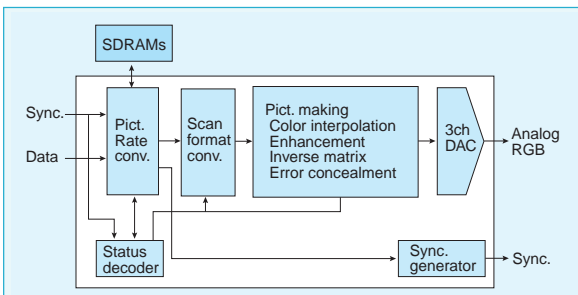 SDRAMs
Sync.
Data
Pict.
Rate
conv.
Scan
format
conv.
Pict. making
Color interpolation
Enhancement
Inverse matrix
Error concealment
3ch
DAC
Analog
RGB
Status
decoder
Sync.
generator
Sync.